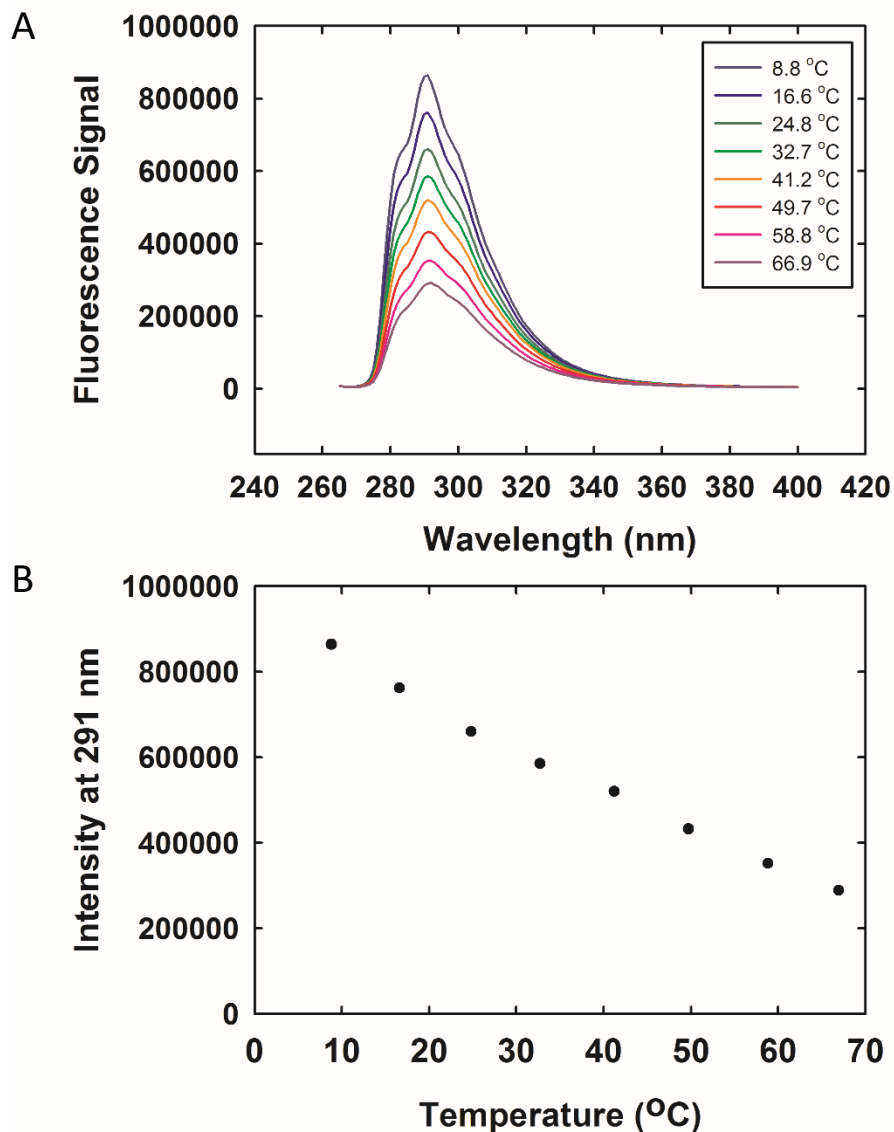 A
1000000
800000
600000
400000
200000
0
Fluorescence Signal
8.8 °C
16.6 °C
24.8 °C
32.7 °C
41.2 °C
49.7 °C
58.8 °C
66.9 °C
240 260 280 300 320 340 360 380 400 420
Wavelength (nm)
B
1000000
800000
600000
400000
200000
0
Intensity at 291 nm
0 10 20 30 40 50 60 70
Temperature (°C)